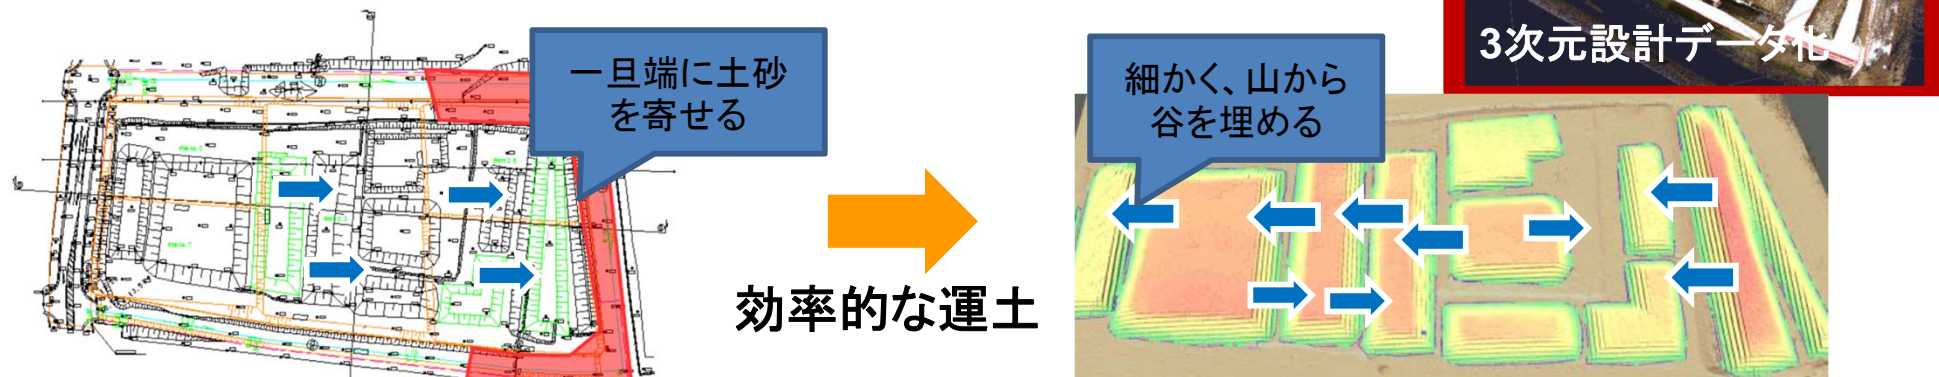 一旦端に土砂
を寄せる
効率的な運土
細かく、山から
谷を埋める
3次元設計データ化